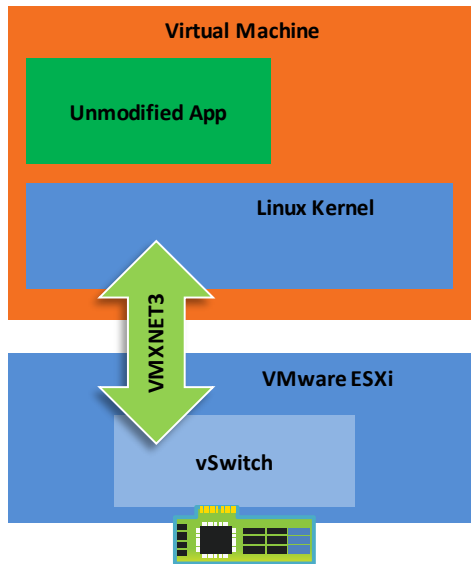 Virtual Machine
Unmodified App
Linux Kernel
VMXNET3
VMware ESXi
vSwitch